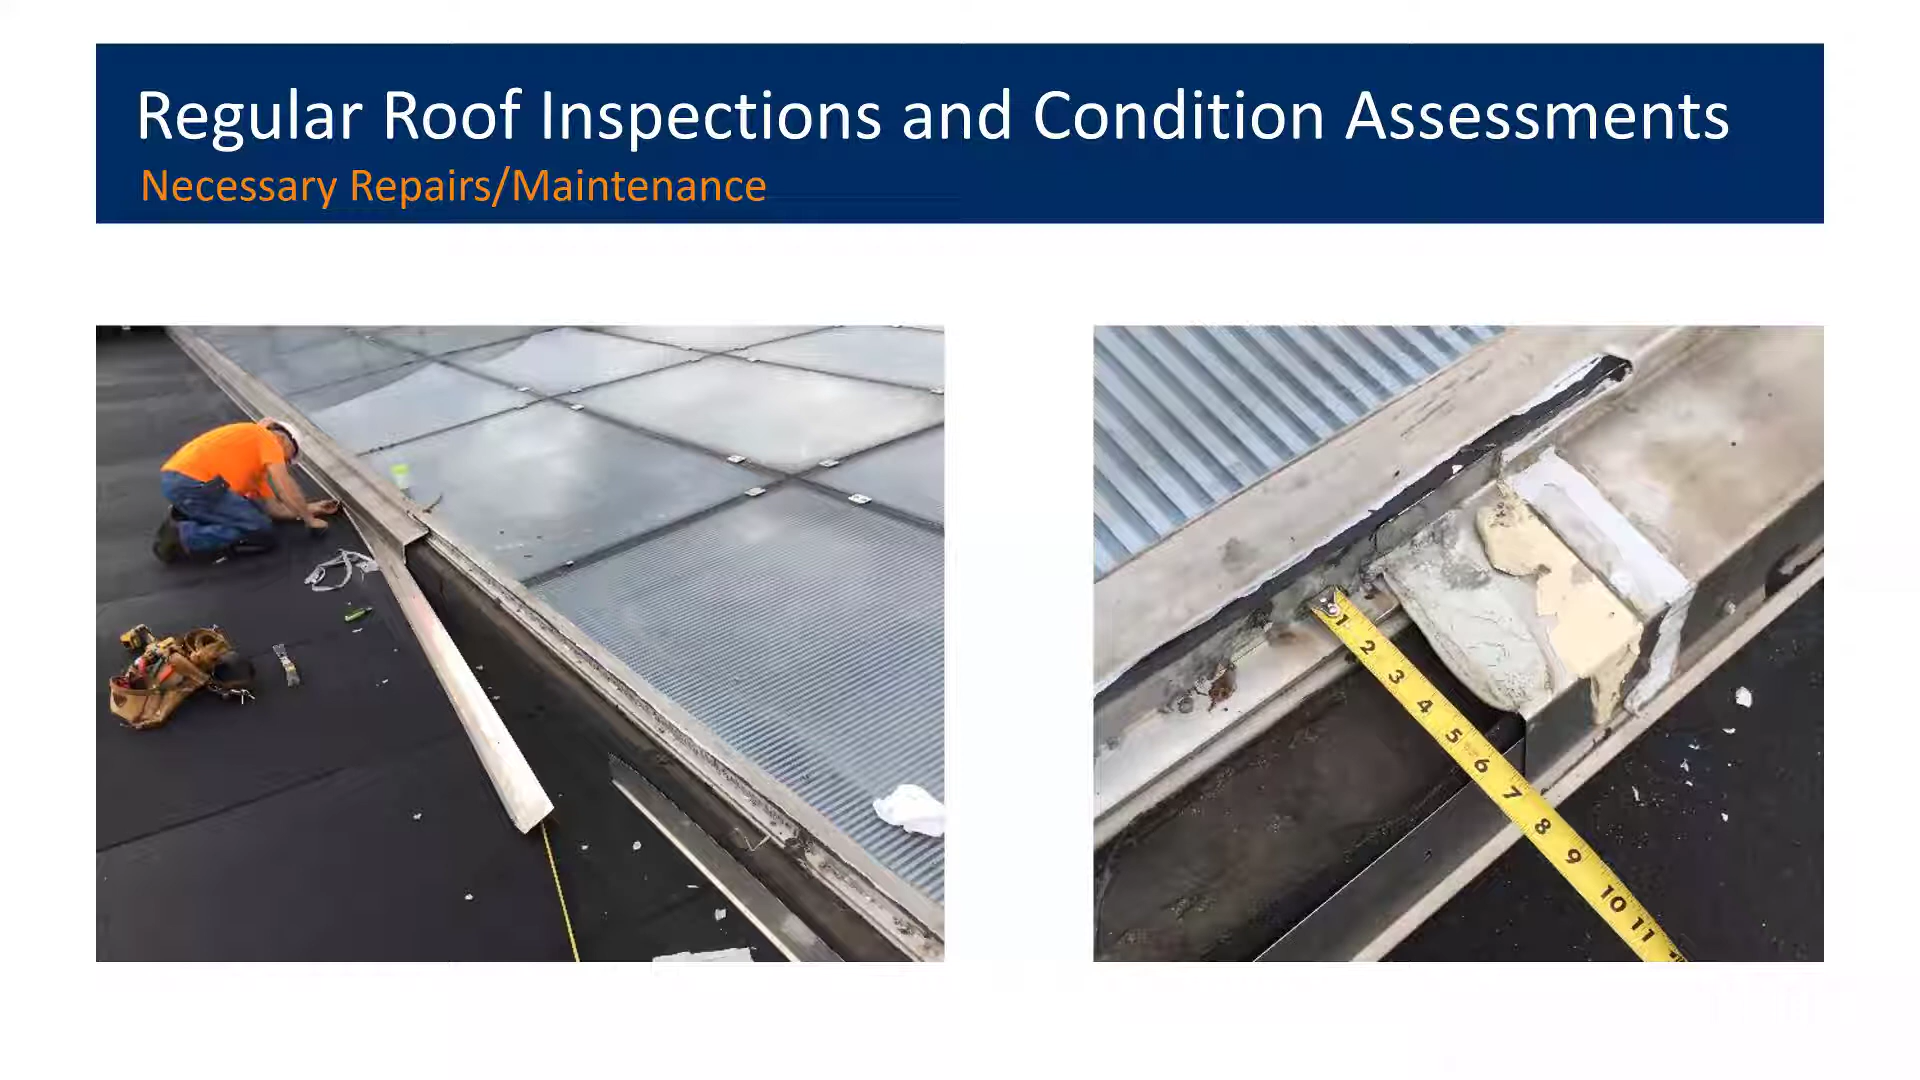 Regular Roof Inspections and Condition Assessments
Necessary Repairs/Maintenance
1 2 3 4 5 6 7 8 9 10 11